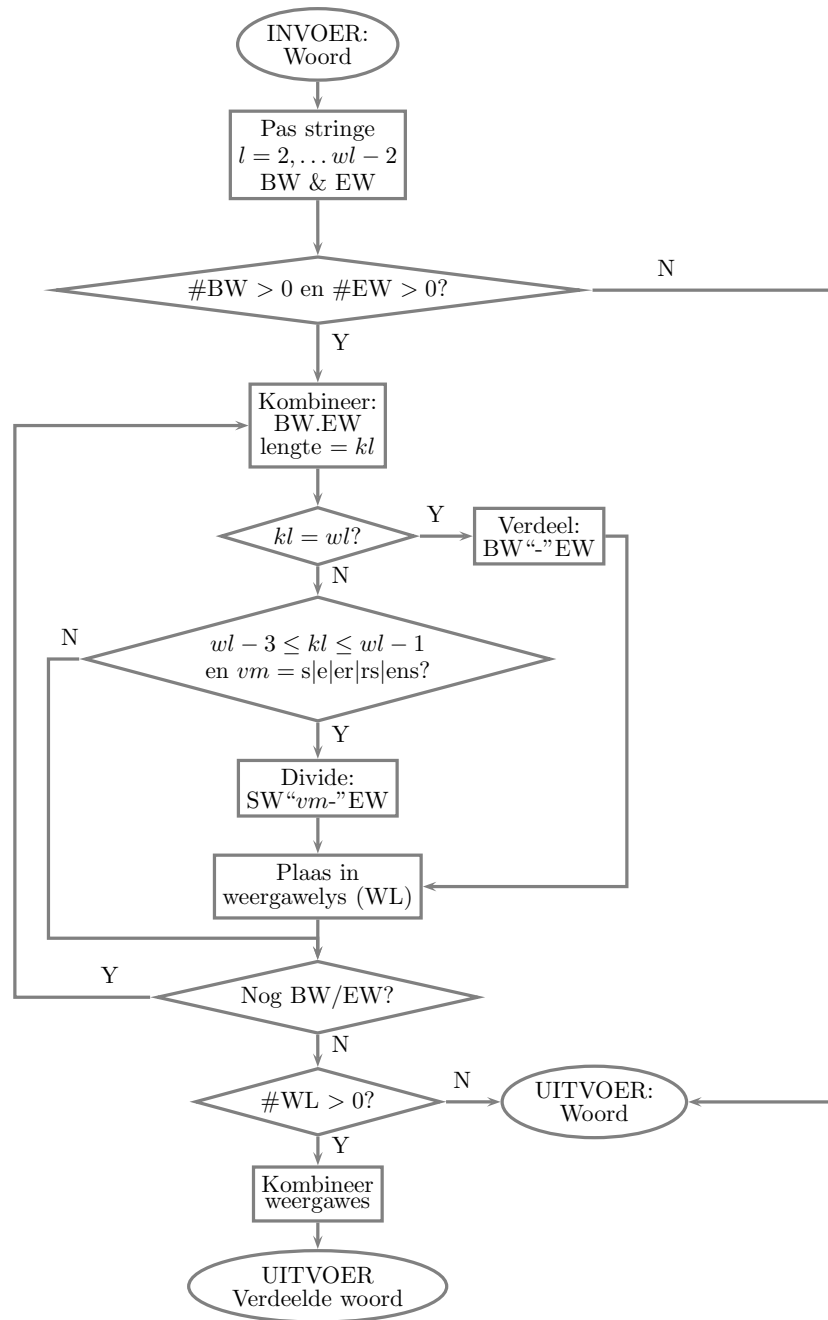 INVOER:
Woord
Pas stringe
l = 2, … wl − 2
BW & EW
#BW > 0 en #EW > 0?
N
Y
Kombineer:
BW.EW
lengte = kl
kl = wl?
Y
Verdeel:
BW“-”EW
N
wl − 3 ≤ kl ≤ wl − 1
en vm = s|e|er|rs|ens?
N
Y
Divide:
SW“vm-”EW
Plaas in
weergawelys (WL)
Nog BW/EW?
Y
N
#WL > 0?
N
UITVOER:
Woord
Y
Kombineer
weergawes
UITVOER
Verdeelde woord